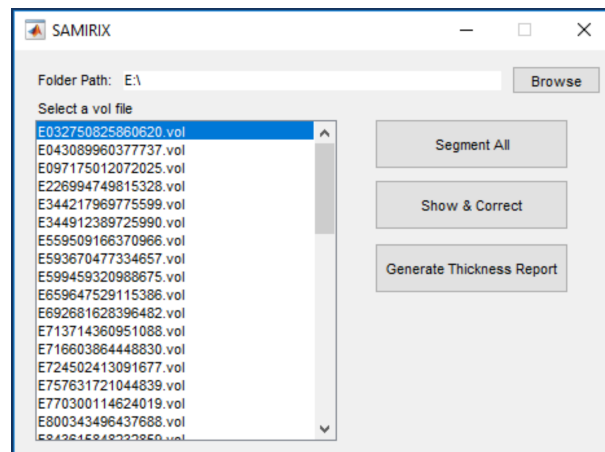 SAMIRIX
Folder Path: E:\ Browse
Select a vol file
E032750825860620.vol
E043089960377737.vol
E097175012072025.vol
E226994749815328.vol
E344217969775599.vol
E344912389725990.vol
E559509166370966.vol
E593670477334657.vol
E599459320988675.vol
E659647529115386.vol
E692681628396482.vol
E713714360951088.vol
E716603864448830.vol
E724502413091677.vol
E757631721044839.vol
E770300114624019.vol
E800343496437688.vol
Segment All
Show & Correct
Generate Thickness Report